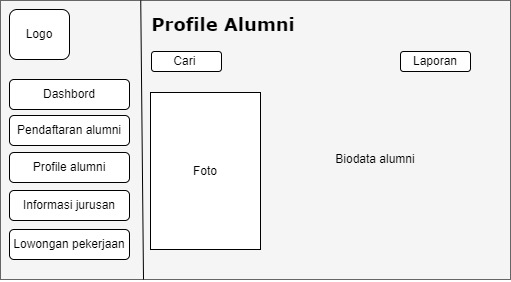 Logo
Dashbord
Pendaftaran alumni
Profile alumni
Informasi jurusan
Lowongan pekerjaan
Profile Alumni
Cari
Laporan
Foto
Biodata alumni